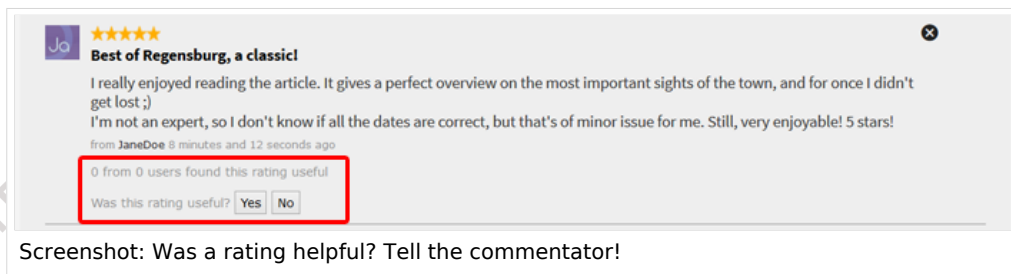 Ja
Best of Regensburg, a classic!
I really enjoyed reading the article. It gives a perfect overview on the most important sights of the town, and for once I didn't
get lost ;)
I'm not an expert, so I don't know if all the dates are correct, but that's of minor issue for me. Still, very enjoyable! 5 stars!
from JaneDoe 8 minutes and 12 seconds ago
0 from 0 users found this rating useful
Was this rating useful? Yes No
Screenshot: Was a rating helpful? Tell the commentator!